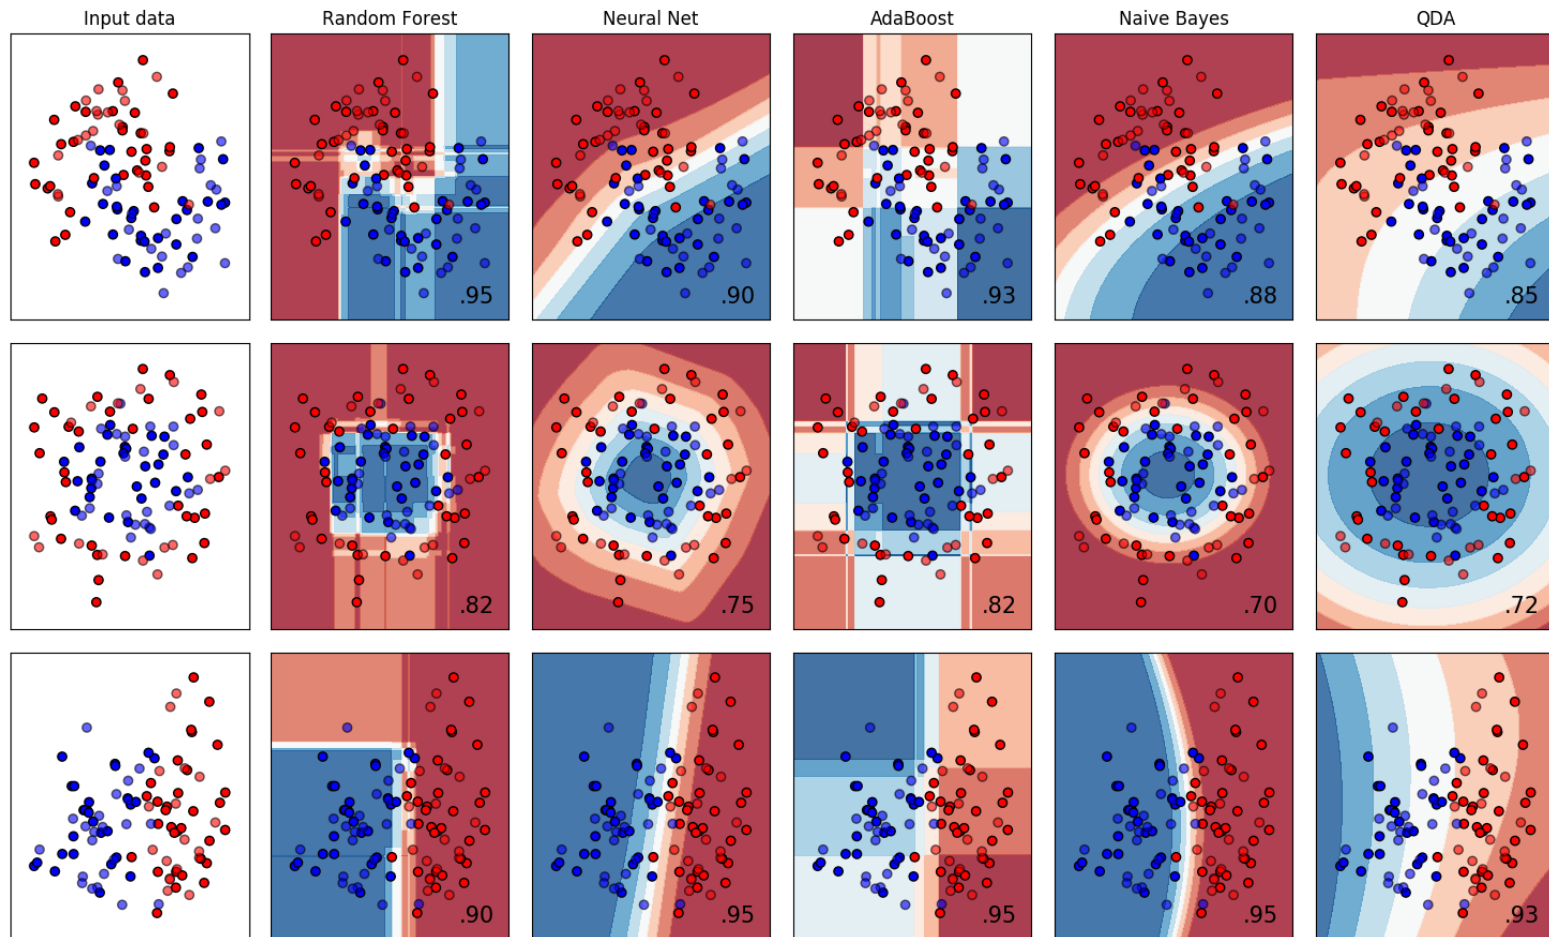 Input data
Random Forest
Neural Net
AdaBoost
Naive Bayes
QDA
.95
.90
.93
.88
.85
.82
.75
.82
.70
.72
.90
.95
.95
.95
.93